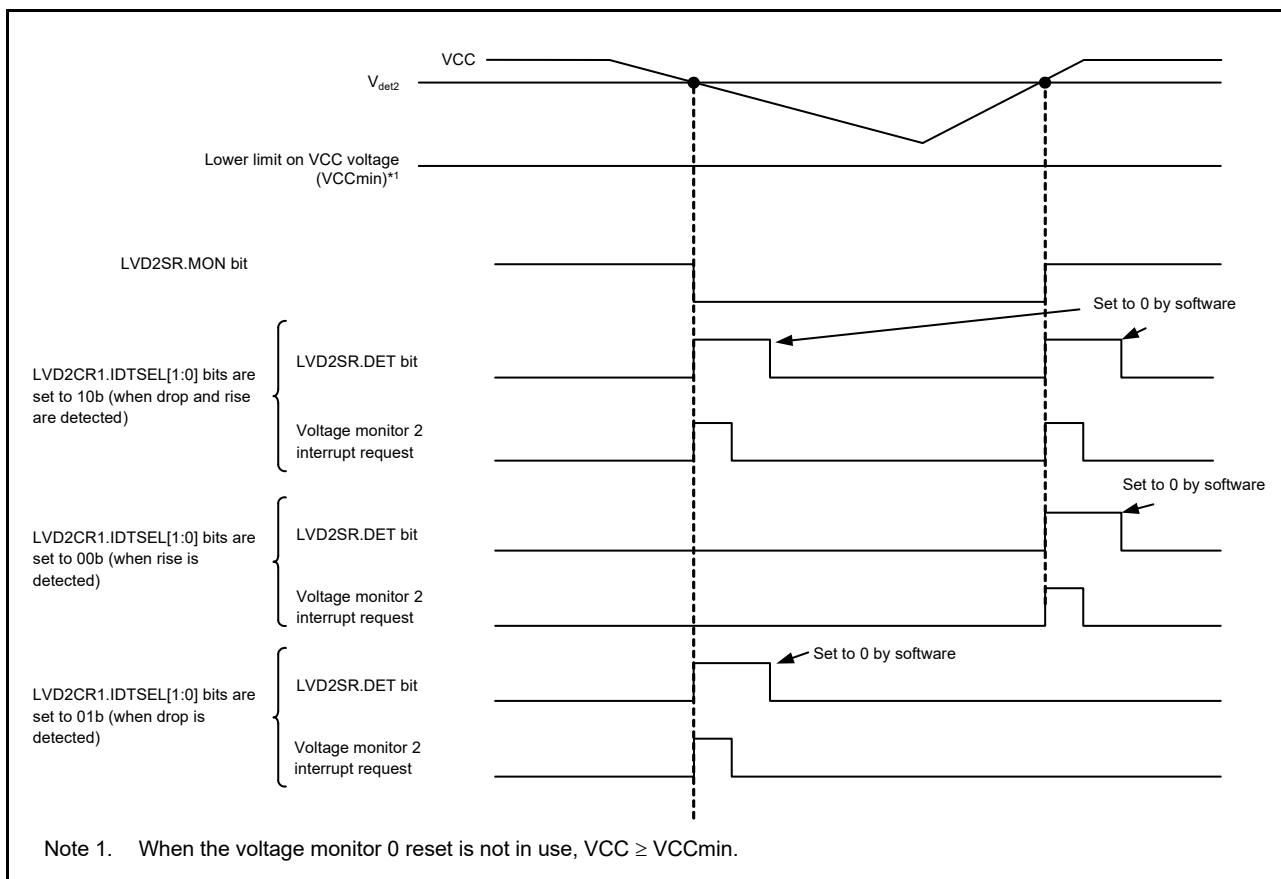 VCC
Vdet2
Lower limit on VCC voltage
(VCCmin)*1
LVD2SR.MON bit
Set to 0 by software
LVD2CR1.IDTSEL[1:0] bits are
set to 10b (when drop and rise
are detected)
LVD2SR.DET bit
Voltage monitor 2
interrupt request
Set to 0 by software
LVD2CR1.IDTSEL[1:0] bits are
set to 00b (when rise is
detected)
LVD2SR.DET bit
Voltage monitor 2
interrupt request
Set to 0 by software
LVD2CR1.IDTSEL[1:0] bits are
set to 01b (when drop is
detected)
LVD2SR.DET bit
Voltage monitor 2
interrupt request
Note 1. When the voltage monitor 0 reset is not in use, VCC ≥ VCCmin.